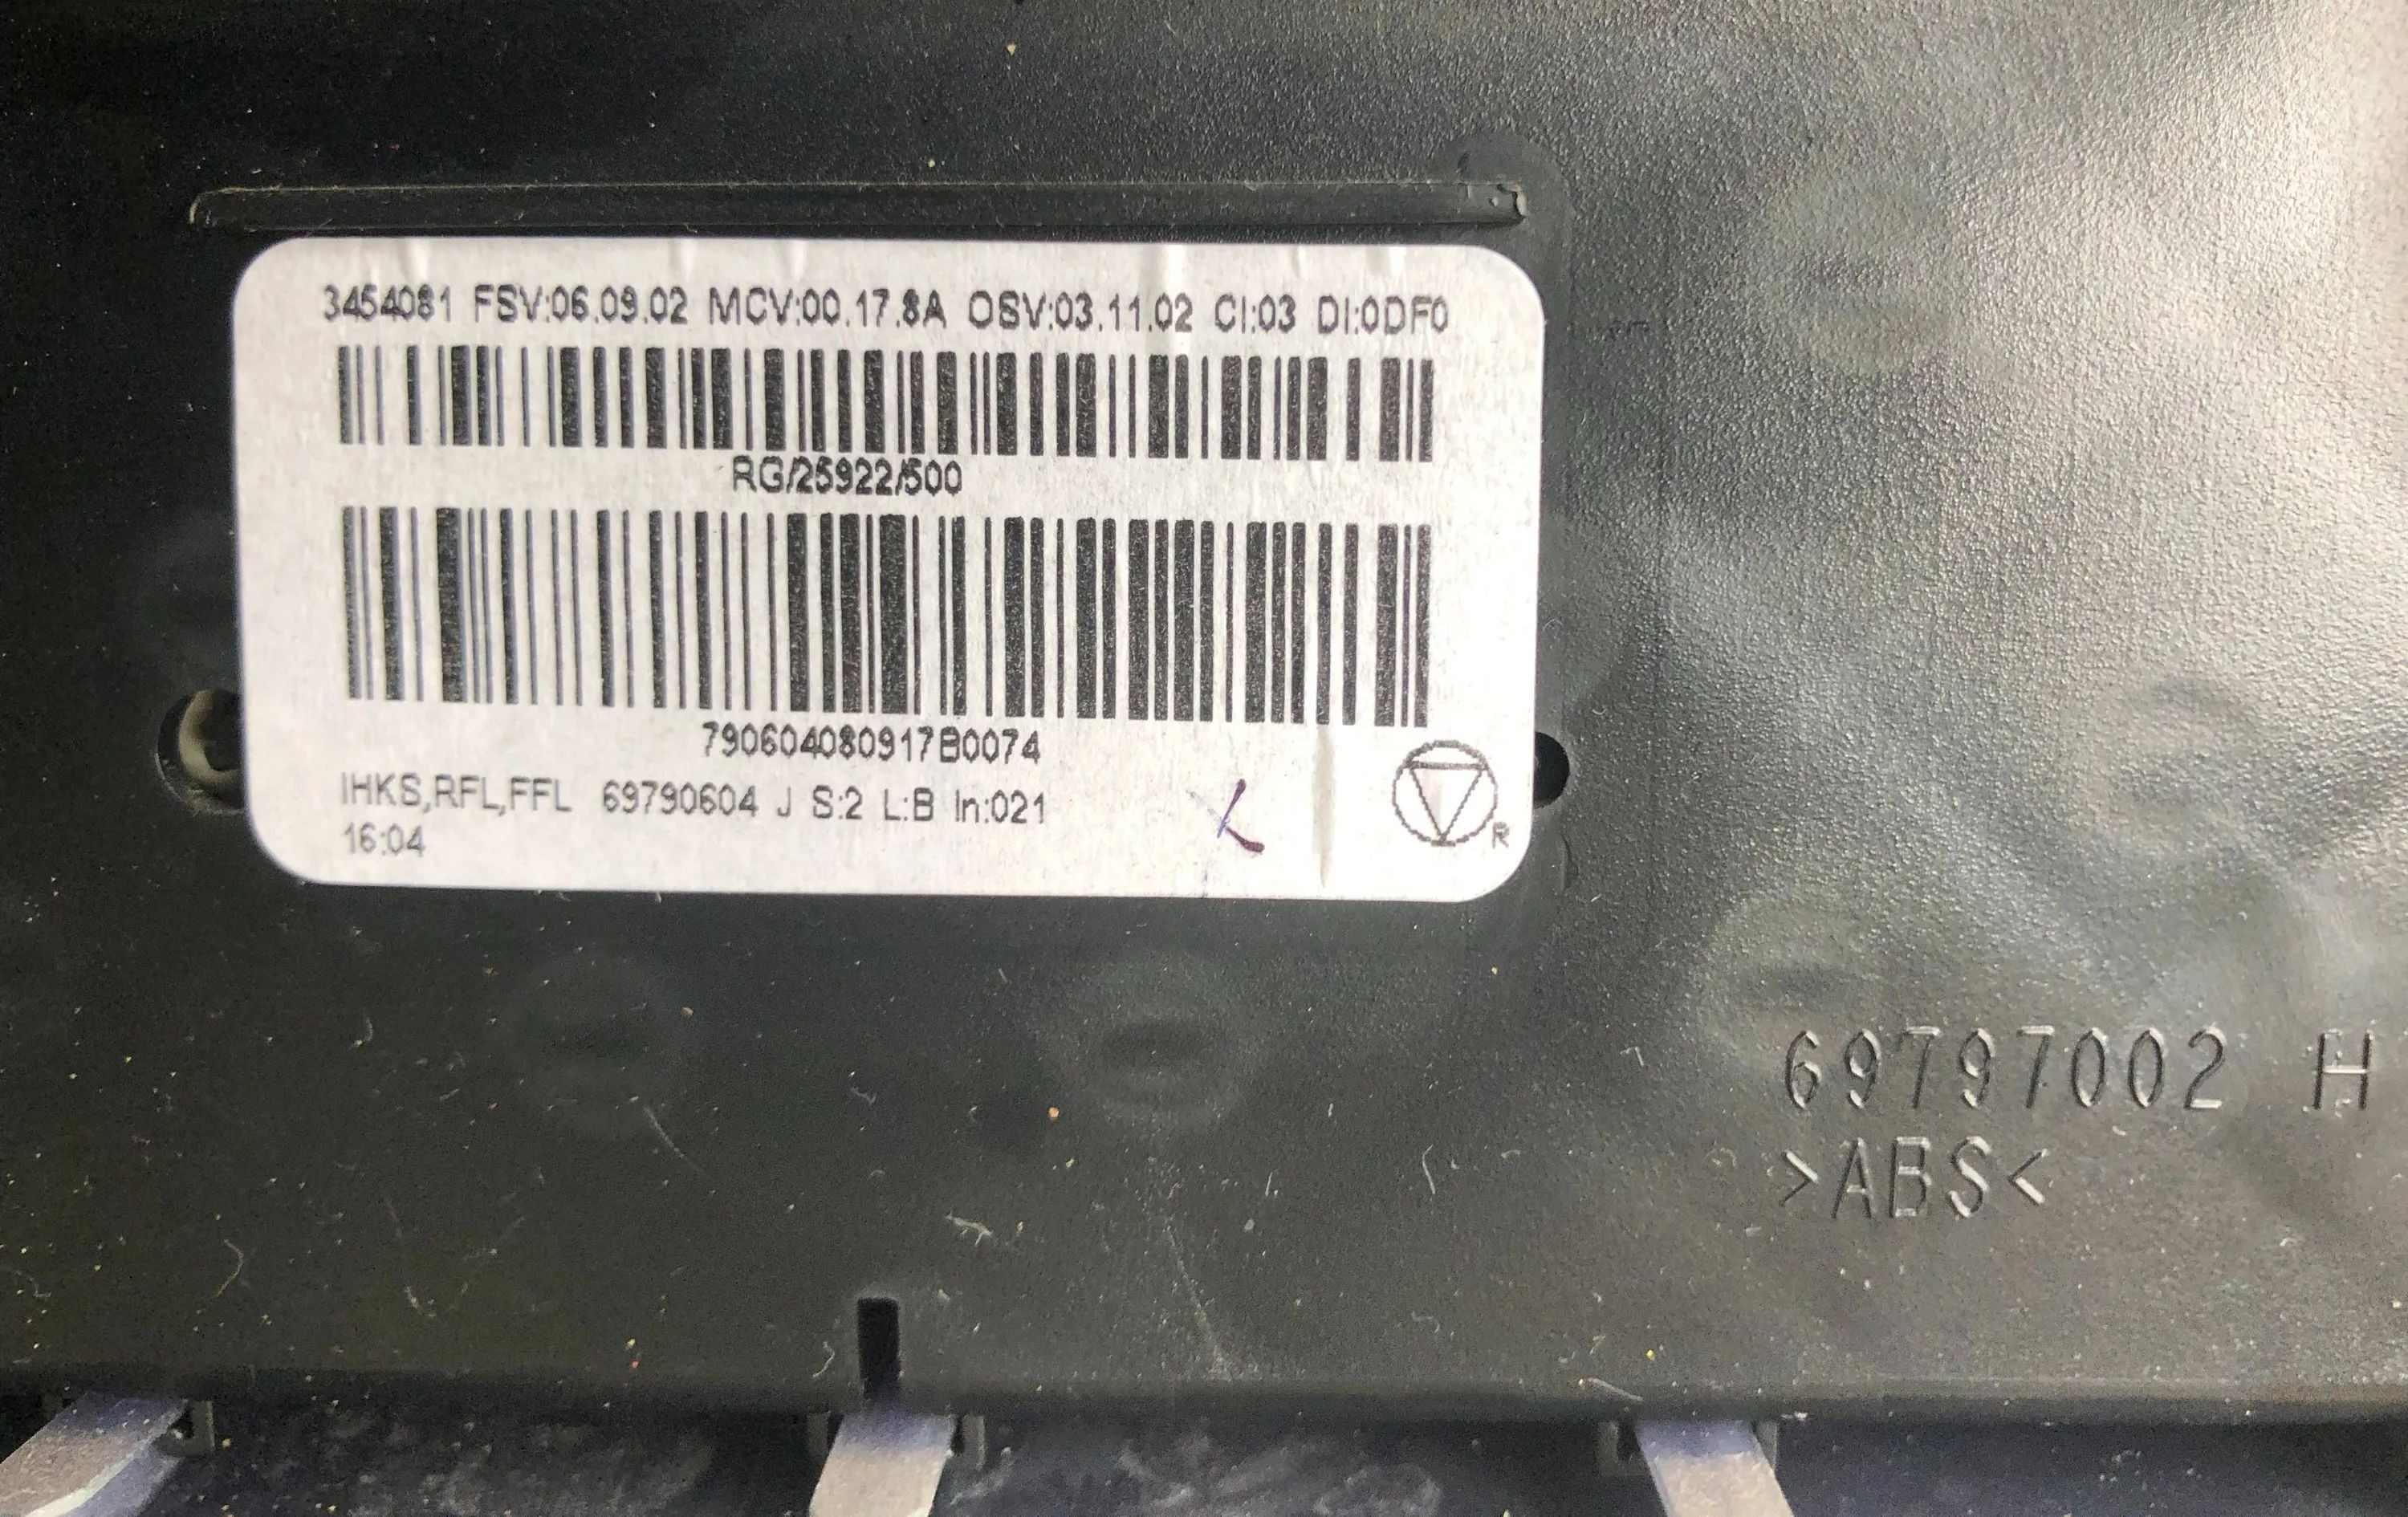 3454081 FSV:06.09.02 MCV:00.17.8A OSV:03.11.02 CI:03 DI:0DF0
RG/25922/500
790604080917B0074
IHKS,RFL,FFL 69790604 J S:2 L:B In:021
16:04
R
69797002 H
>ABS<